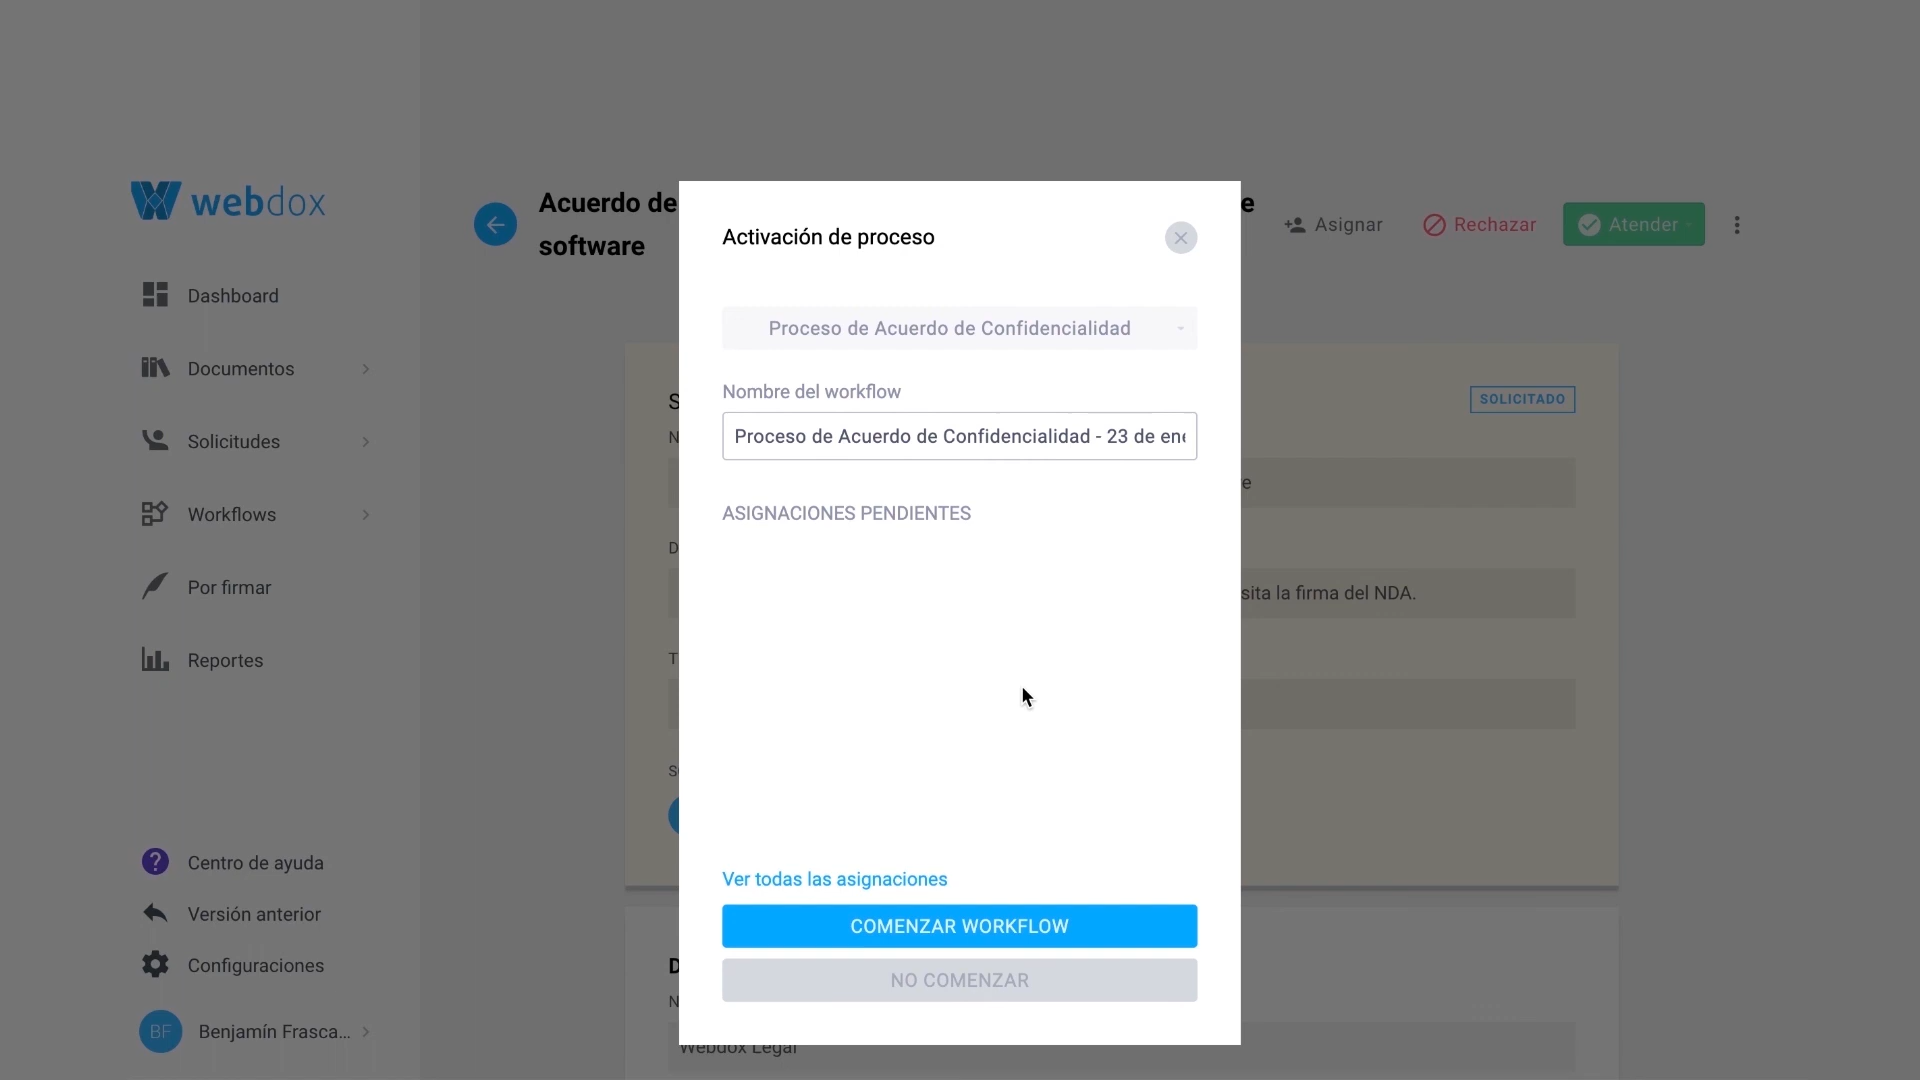 webdox
Dashboard
Documentos
Solicitudes
Workflows
Por firmar
Reportes
Centro de ayuda
Versión anterior
Configuraciones
BF
Benjamín Frasca...
Acuerdo de
software
Asignar
Rechazar
Atender
SOLICITADO
sita la firma del NDA.
Webdox Legal
Activación de proceso
Proceso de Acuerdo de Confidencialidad
Nombre del workflow
Proceso de Acuerdo de Confidencialidad - 23 de ene
ASIGNACIONES PENDIENTES
Ver todas las asignaciones
COMENZAR WORKFLOW
NO COMENZAR